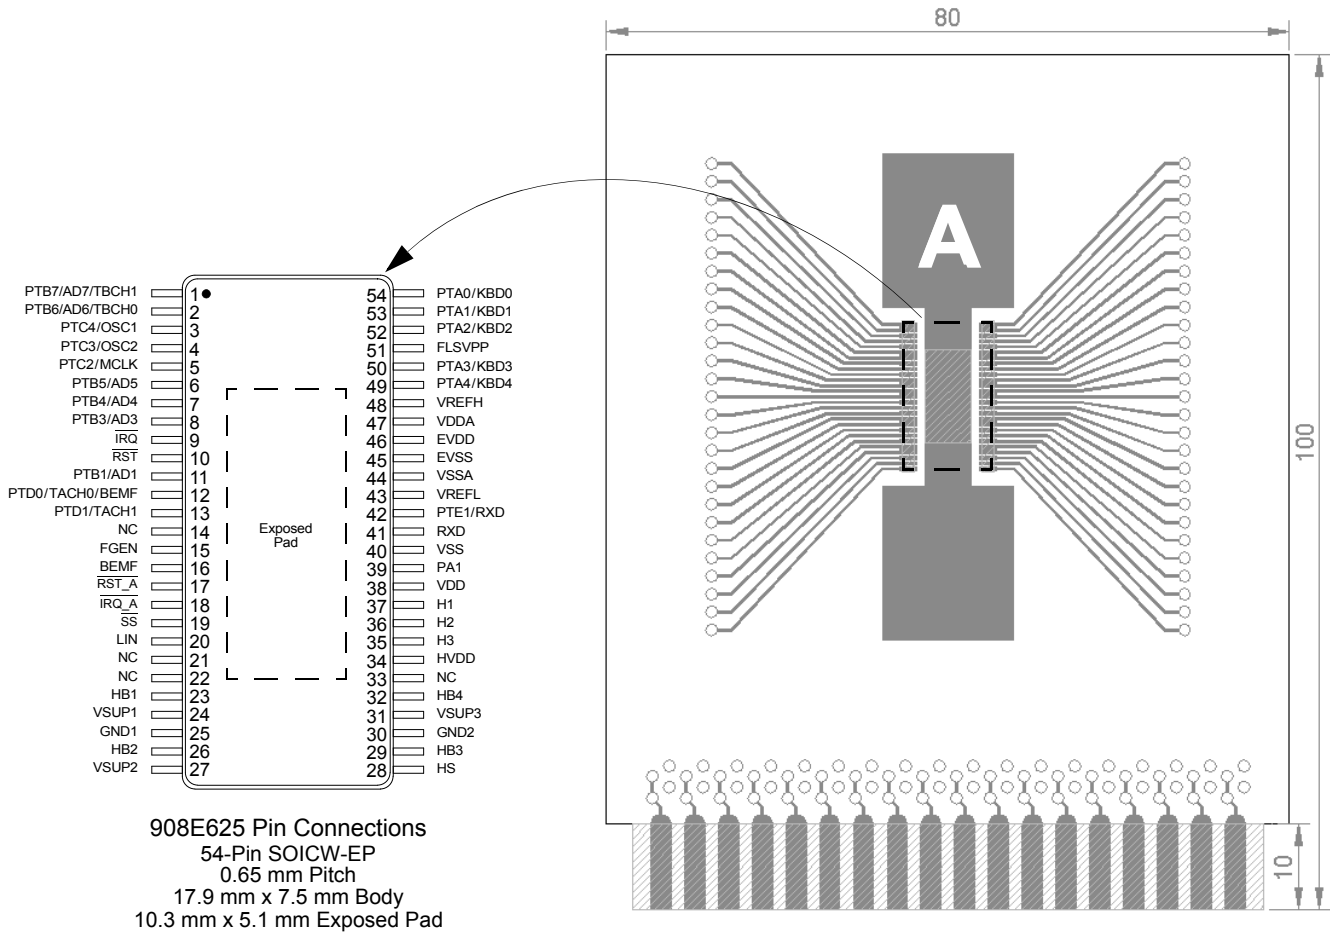 80
A
100
10
PTB7/AD7/TBCH1 1 54 PTA0/KBD0
PTB6/AD6/TBCH0 2 53 PTA1/KBD1
PTC4/OSC1 3 52 PTA2/KBD2
PTC3/OSC2 4 51 FLSVPP
PTC2/MCLK 5 50 PTA3/KBD3
PTB5/AD5 6 49 PTA4/KBD4
PTB4/AD4 7 48 VREFH
PTB3/AD3 8 47 VDDA
IRQ 9 46 EVDD
RST 10 45 EVSS
PTB1/AD1 11 44 VSSA
PTD0/TACH0/BEMF 12 43 VREFL
PTD1/TACH1 13 42 PTE1/RXD
NC 14 41 RXD
FGEN 15 40 VSS
BEMF 16 39 PA1
RST_A 17 38 VDD
IRQ_A 18 37 H1
SS 19 36 H2
LIN 20 35 H3
NC 21 34 HVDD
NC 22 33 NC
HB1 23 32 HB4
VSUP1 24 31 VSUP3
GND1 25 30 GND2
HB2 26 29 HB3
VSUP2 27 28 HS
Exposed
Pad
908E625 Pin Connections
54-Pin SOICW-EP
0.65 mm Pitch
17.9 mm x 7.5 mm Body
10.3 mm x 5.1 mm Exposed Pad